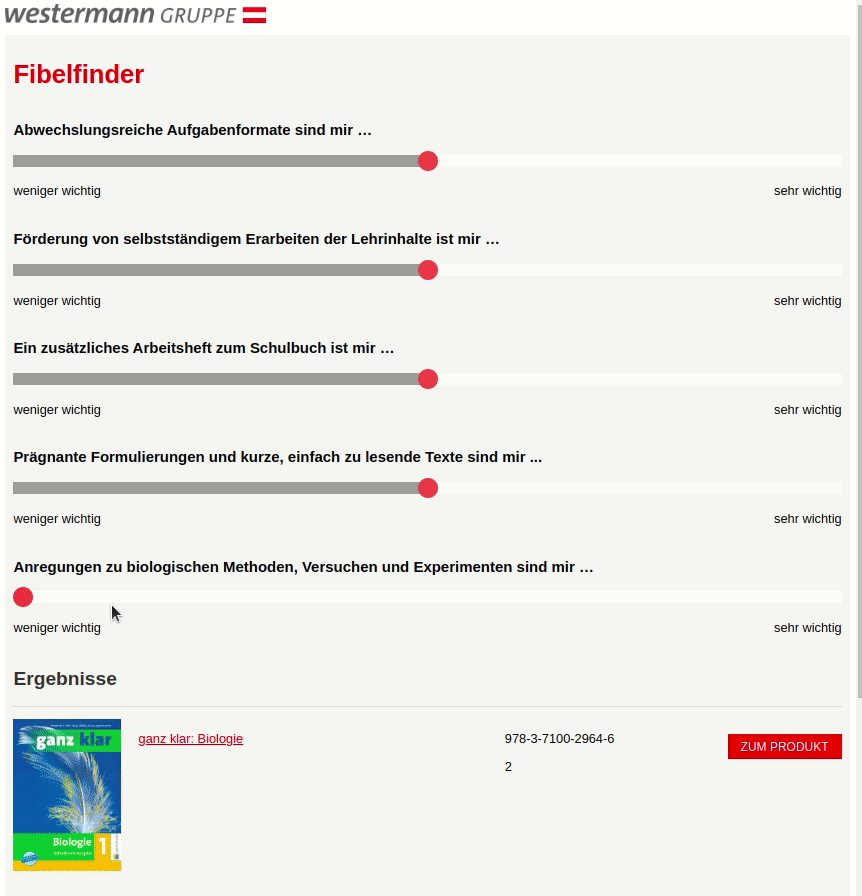 westermann GRUPPE
Fibelfinder
Abwechslungsreiche Aufgabenformate sind mir …
weniger wichtig sehr wichtig
Förderung von selbstständigem Erarbeiten der Lehrinhalte ist mir …
weniger wichtig sehr wichtig
Ein zusätzliches Arbeitsheft zum Schulbuch ist mir …
weniger wichtig sehr wichtig
Prägnante Formulierungen und kurze, einfach zu lesende Texte sind mir ...
weniger wichtig sehr wichtig
Anregungen zu biologischen Methoden, Versuchen und Experimenten sind mir …
weniger wichtig sehr wichtig
Ergebnisse
ganz klar: Biologie 978-3-7100-2964-6 ZUM PRODUKT
2
ganz klar
Biologie 1